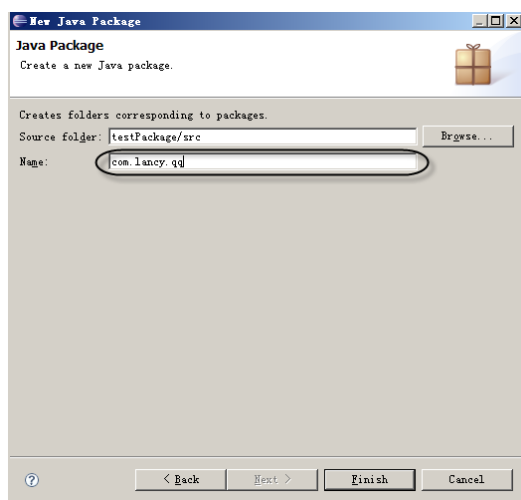 New Java Package
Java Package
Create a new Java package.
Creates folders corresponding to packages.
Source folder: testPackage/src Browse...
Name: com.lancy.qq
? < Back Next > Finish Cancel